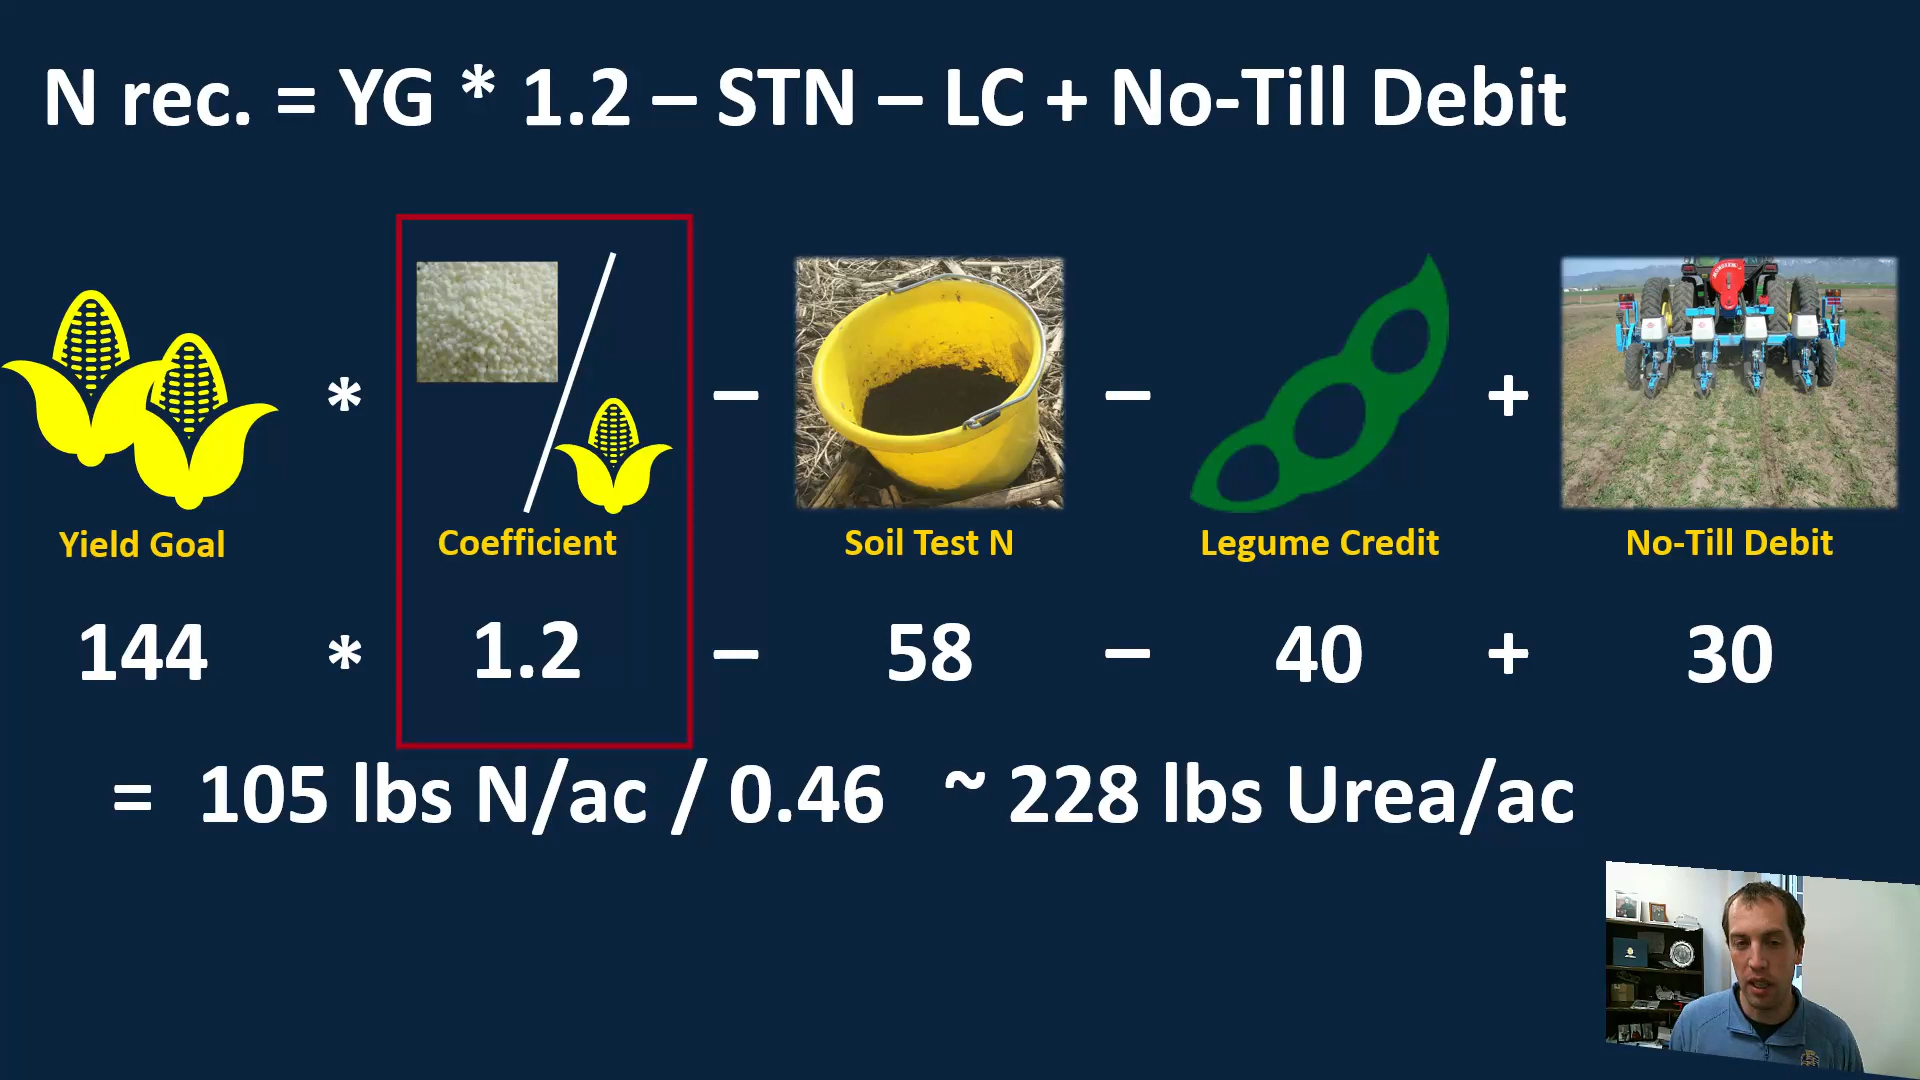 N rec. = YG * 1.2 – STN – LC + No-Till Debit
* – – +
Yield Goal Coefficient Soil Test N Legume Credit No-Till Debit
144 * 1.2 – 58 – 40 + 30
= 105 lbs N/ac / 0.46 ~ 228 lbs Urea/ac